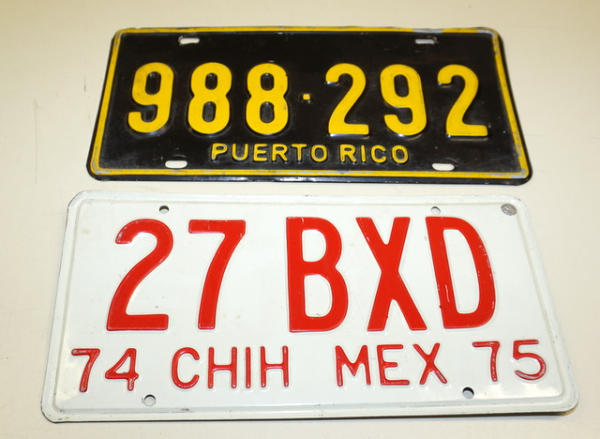 988·292
PUERTO RICO
27 BXD
74 CHIH MEX 75